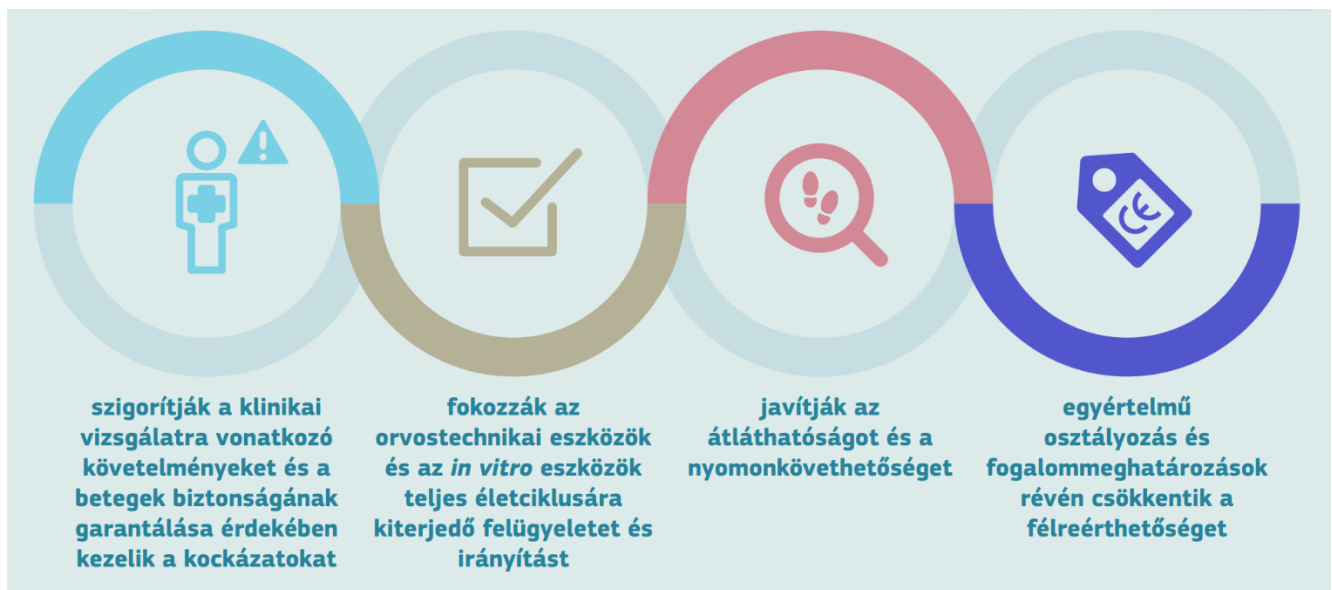 CE
szigorítják a klinikai
vizsgálatra vonatkozó
követelményeket és a
betegek biztonságának
garantálása érdekében
kezelik a kockázatokat
fokozzák az
orvostechnikai eszközök
és az in vitro eszközök
teljes életciklusára
kiterjedő felügyeletet és
irányítást
javítják az
átláthatóságot és a
nyomonkövethetőséget
egyértelmű
osztályozás és
fogalommeghatározások
révén csökkentik a
félreérthetőséget